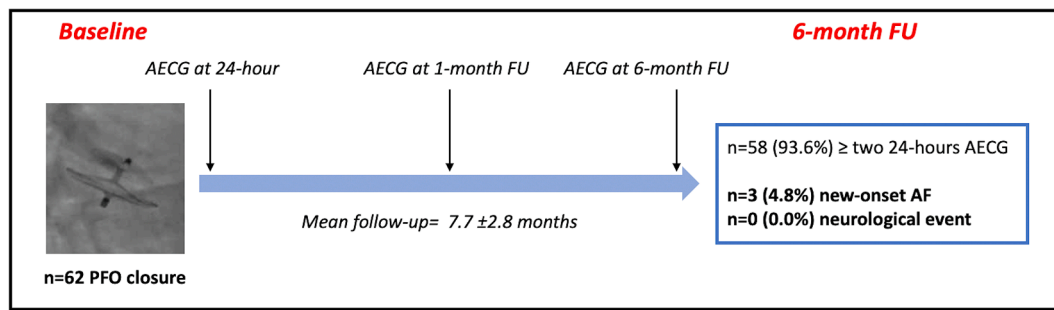 Baseline
6-month FU
AECG at 24-hour
AECG at 1-month FU
AECG at 6-month FU
n=58 (93.6%) ≥ two 24-hours AECG
n=3 (4.8%) new-onset AF
n=0 (0.0%) neurological event
Mean follow-up= 7.7 ±2.8 months
n=62 PFO closure